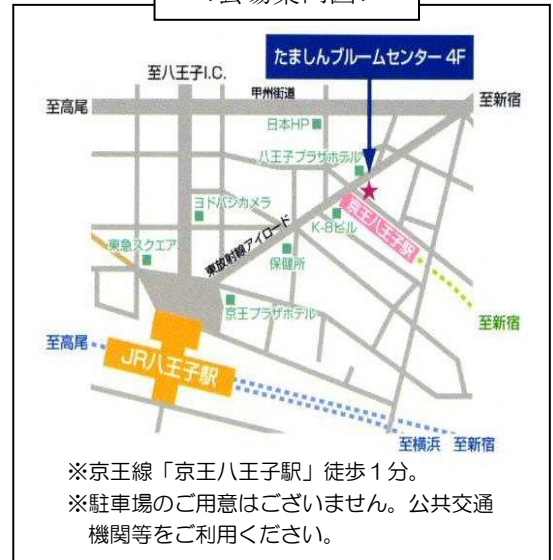 <会場案内図>
たましんブルームセンター 4F
至八王子I.C.
甲州街道
至高尾
至新宿
日本HP
八王子プラザホテル
ヨドバシカメラ
K-8ビル
京王八王子駅
東急スクエア
東放射線アイロード
保健所
京王プラザホテル
至新宿
至高尾
JR八王子駅
至横浜 至新宿
※京王線「京王八王子駅」徒歩1分。
※駐車場のご用意はございません。公共交通
機関等をご利用ください。